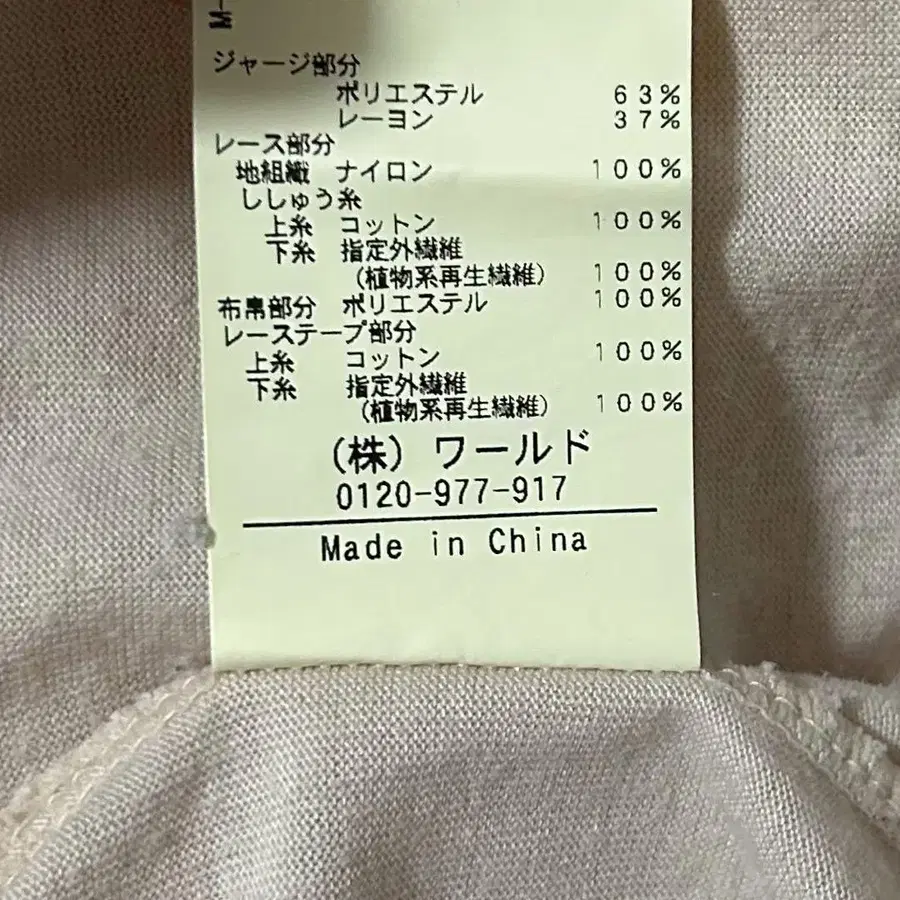 M-
ジャージ部分
ポリエステル 63%
レーヨン 37%
レース部分
地組織 ナイロン 100%
ししゅう糸
上糸 コットン 100%
下糸 指定外繊維
(植物系再生繊維) 100%
布帛部分 ポリエステル 100%
レーステープ部分
上糸 コットン 100%
下糸 指定外繊維
(植物系再生繊維) 100%
(株) ワールド
0120-977-917
Made in China